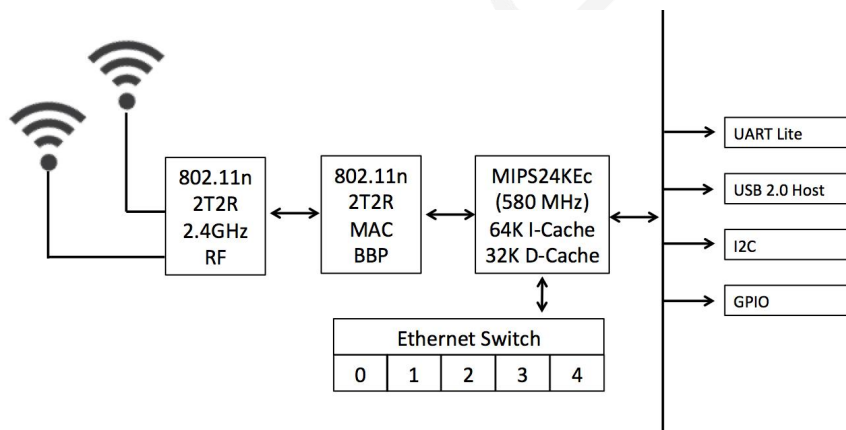 802.11n
2T2R
2.4GHz
RF
802.11n
2T2R
MAC
BBP
MIPS24KEc
(580 MHz)
64K I-Cache
32K D-Cache
Ethernet Switch
0 1 2 3 4
UART Lite
USB 2.0 Host
I2C
GPIO